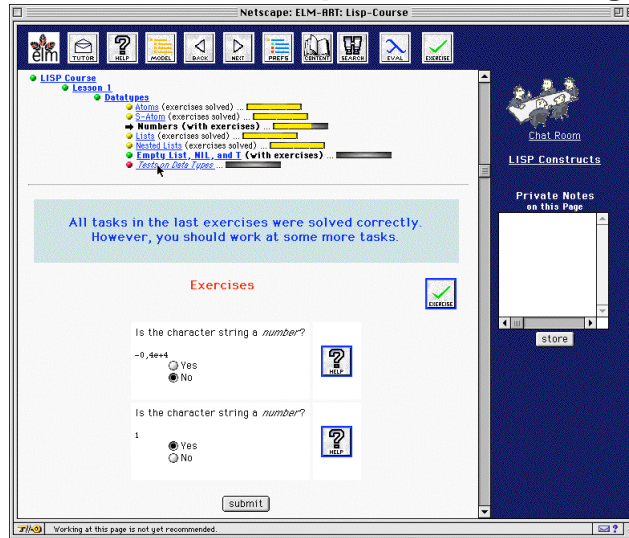 Netscape: ELM-ART: Lisp-Course
elm
TUTOR
HELP
MODEL
BACK
NEXT
PREFS
CONTENT
SEARCH
EVAL
EXERCISE
LISP Course
Lesson 1
Datatypes
Atoms (exercises solved) ...
S-Atom (exercises solved) ...
Numbers (with exercises) ...
Lists (exercises solved) ...
Nested Lists (exercises solved) ...
Empty List, NIL, and T (with exercises) ...
Tests on Data Types ...
All tasks in the last exercises were solved correctly.
However, you should work at some more tasks.
Exercises
EXERCISE
Is the character string a number?
-0,4e+4
Yes
No
HELP
Is the character string a number?
1
Yes
No
HELP
submit
Chat Room
LISP Constructs
Private Notes
on this Page
store
Working at this page is not yet recommended.